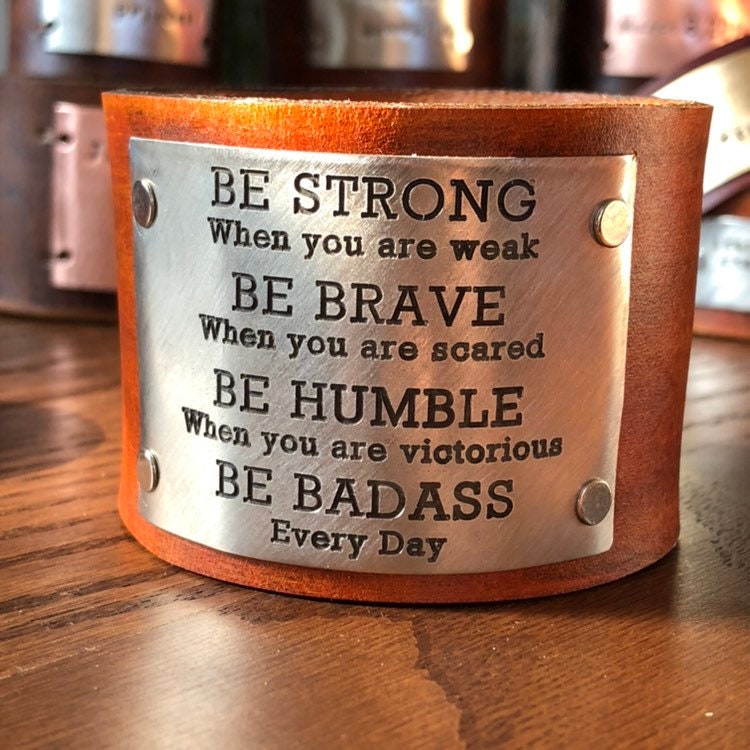 BE STRONG
When you are weak
BE BRAVE
When you are scared
BE HUMBLE
When you are victorious
BE BADASS
Every Day